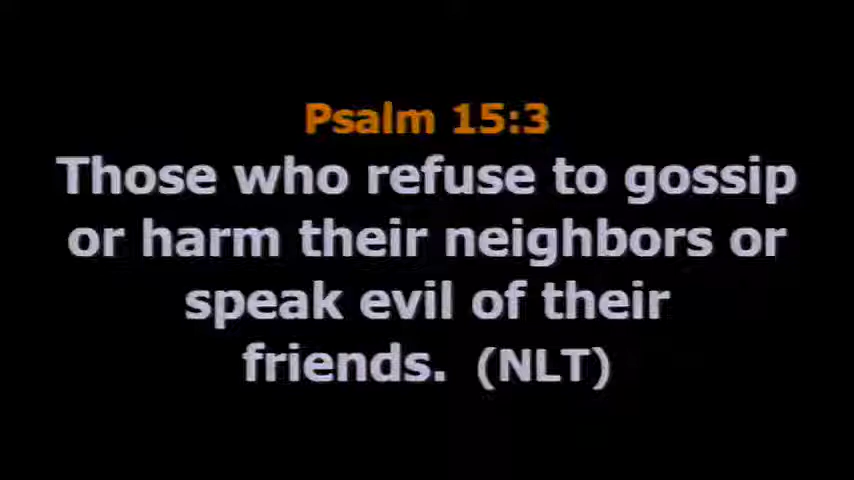 Psalm 15:3
Those who refuse to gossip
or harm their neighbors or
speak evil of their
friends. (NLT)